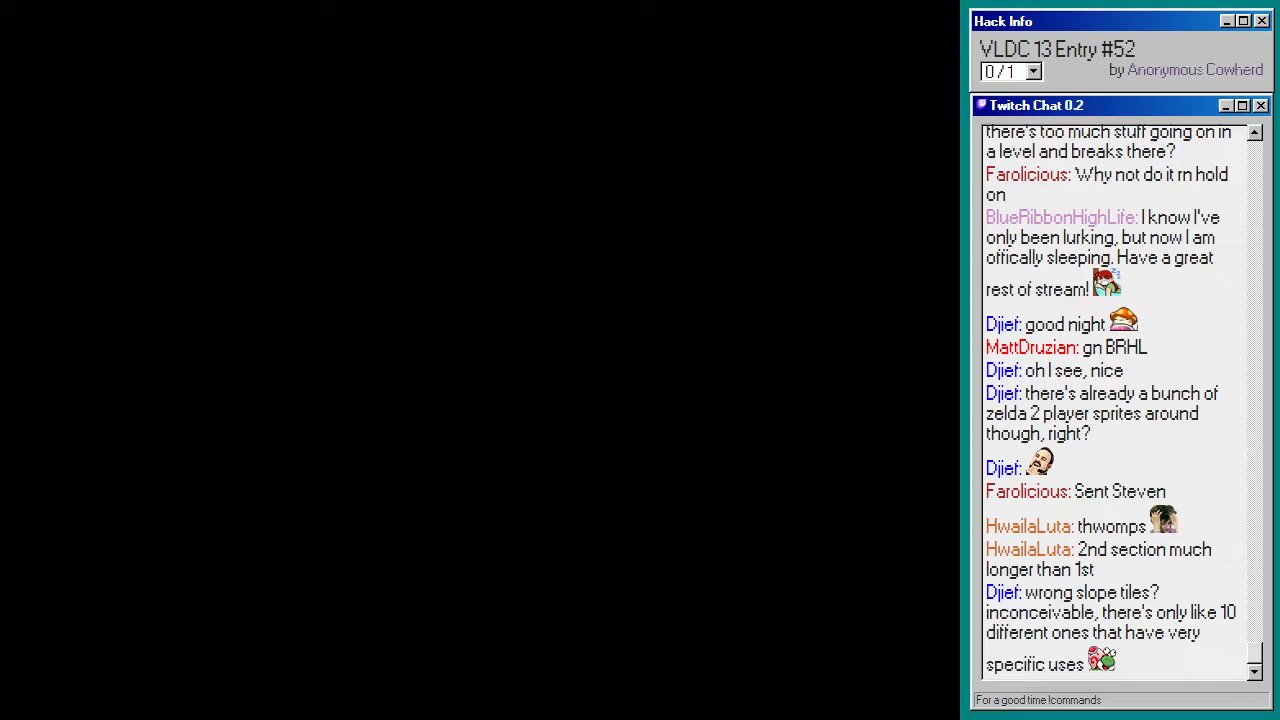 Hack Info
VLDC 13 Entry #52
0/1
by Anonymous Cowherd
Twitch Chat 0.2
there's too much stuff going on in
a level and breaks there?
Farolicious: Why not do it rn hold
on
BlueRibbonHighLife: I know I've
only been lurking, but now I am
offically sleeping. Have a great
rest of stream!
Djief: good night
MattDruzian: gn BRHL
Djief: oh I see, nice
Djief: there's already a bunch of
zelda 2 player sprites around
though, right?
Djief:
Farolicious: Sent Steven
HwailaLuta: thwomps
HwailaLuta: 2nd section much
longer than 1st
Djief: wrong slope tiles?
inconceivable, there's only like 10
different ones that have very
specific uses
For a good time !commands